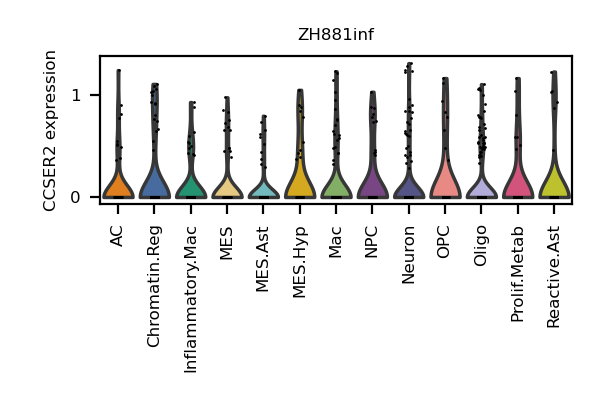 ZH881inf
CCSER2 expression
1
0
AC
Chromatin.Reg
Inflammatory.Mac
MES
MES.Ast
MES.Hyp
Mac
NPC
Neuron
OPC
Oligo
Prolif.Metab
Reactive.Ast